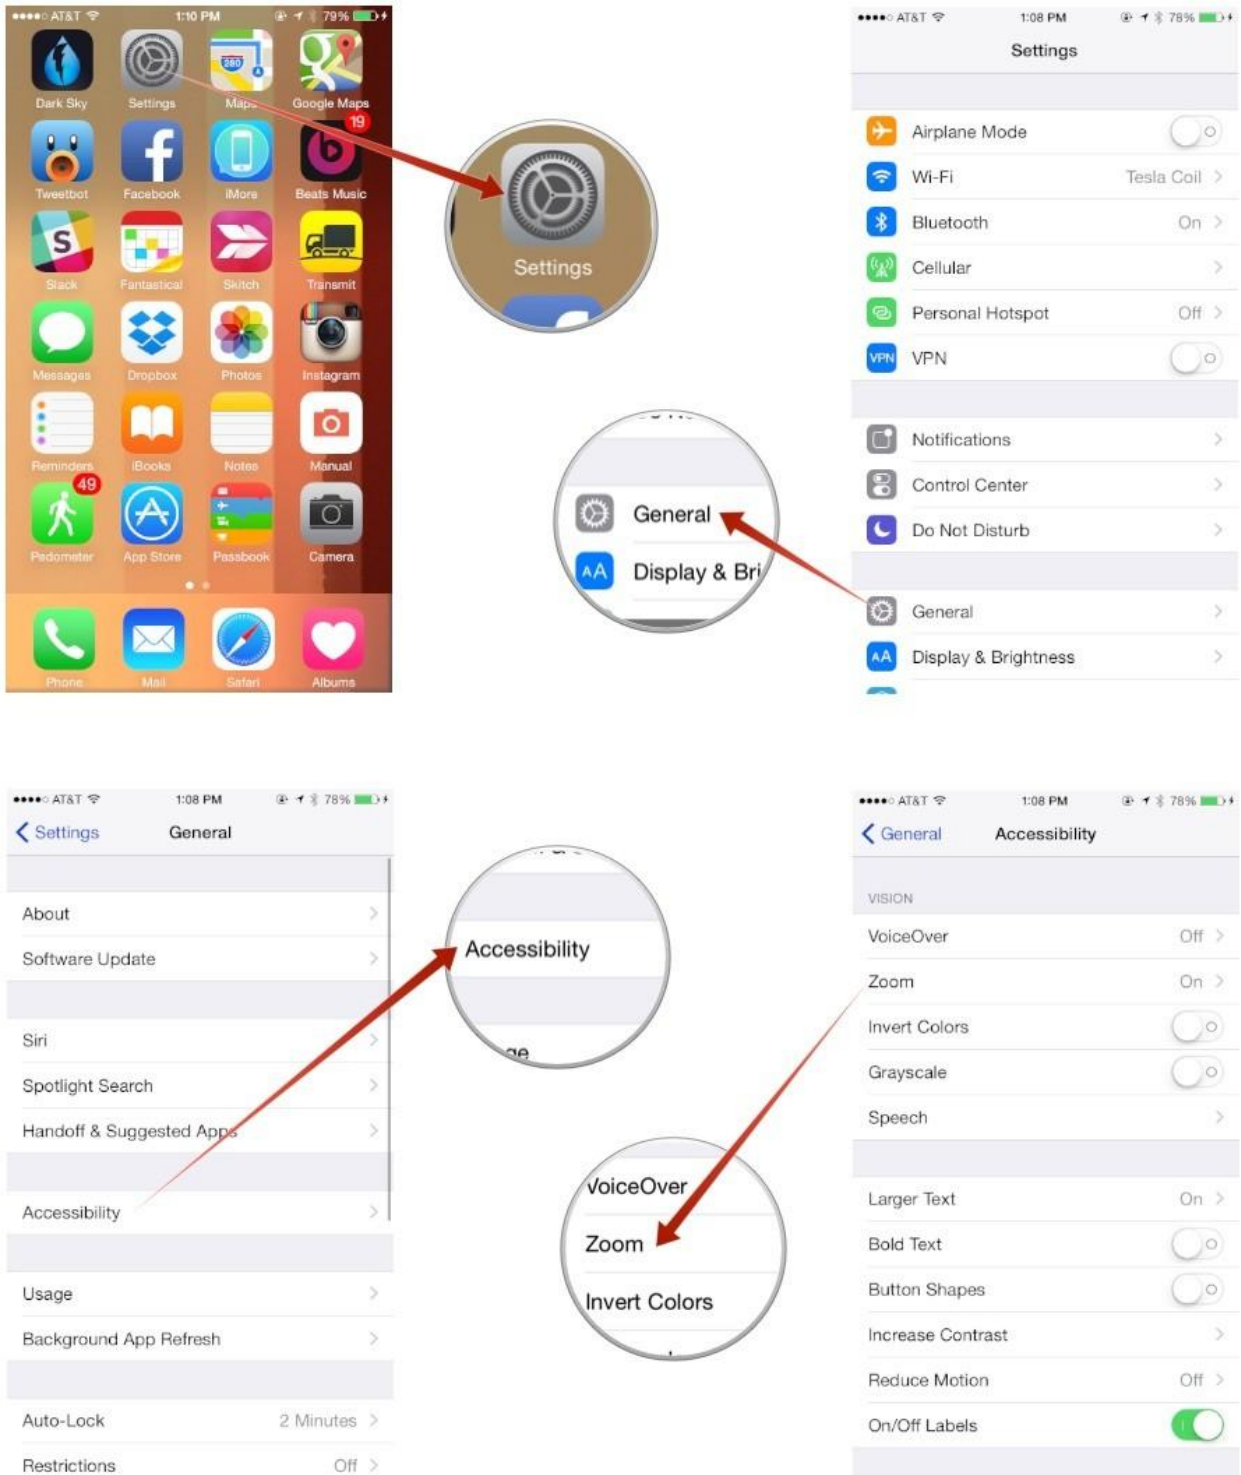 AT&T 1:10 PM 79%
Dark Sky Settings Maps Google Maps
280
19
Tweetbot Facebook iMore Beats Music
S
Slack Fantastical Skitch Transmit
Messages Dropbox Photos Instagram
Reminders iBooks Notes Manual
49
Pedometer App Store Passbook Camera
Phone Mail Safari Albums
Settings
AT&T 1:08 PM 78%
Settings
Airplane Mode
Wi-Fi Tesla Coil
Bluetooth On
Cellular
Personal Hotspot Off
VPN VPN
Notifications
Control Center
Do Not Disturb
General
AA Display & Brightness
General
AA Display & Bri
AT&T 1:08 PM 78%
Settings General
About
Software Update
Siri
Spotlight Search
Handoff & Suggested Apps
Accessibility
Usage
Background App Refresh
Auto-Lock 2 Minutes
Restrictions Off
Accessibility
ge
VoiceOver
Zoom
Invert Colors
AT&T 1:08 PM 78%
General Accessibility
VISION
VoiceOver Off
Zoom On
Invert Colors
Grayscale
Speech
Larger Text On
Bold Text
Button Shapes
Increase Contrast
Reduce Motion Off
On/Off Labels